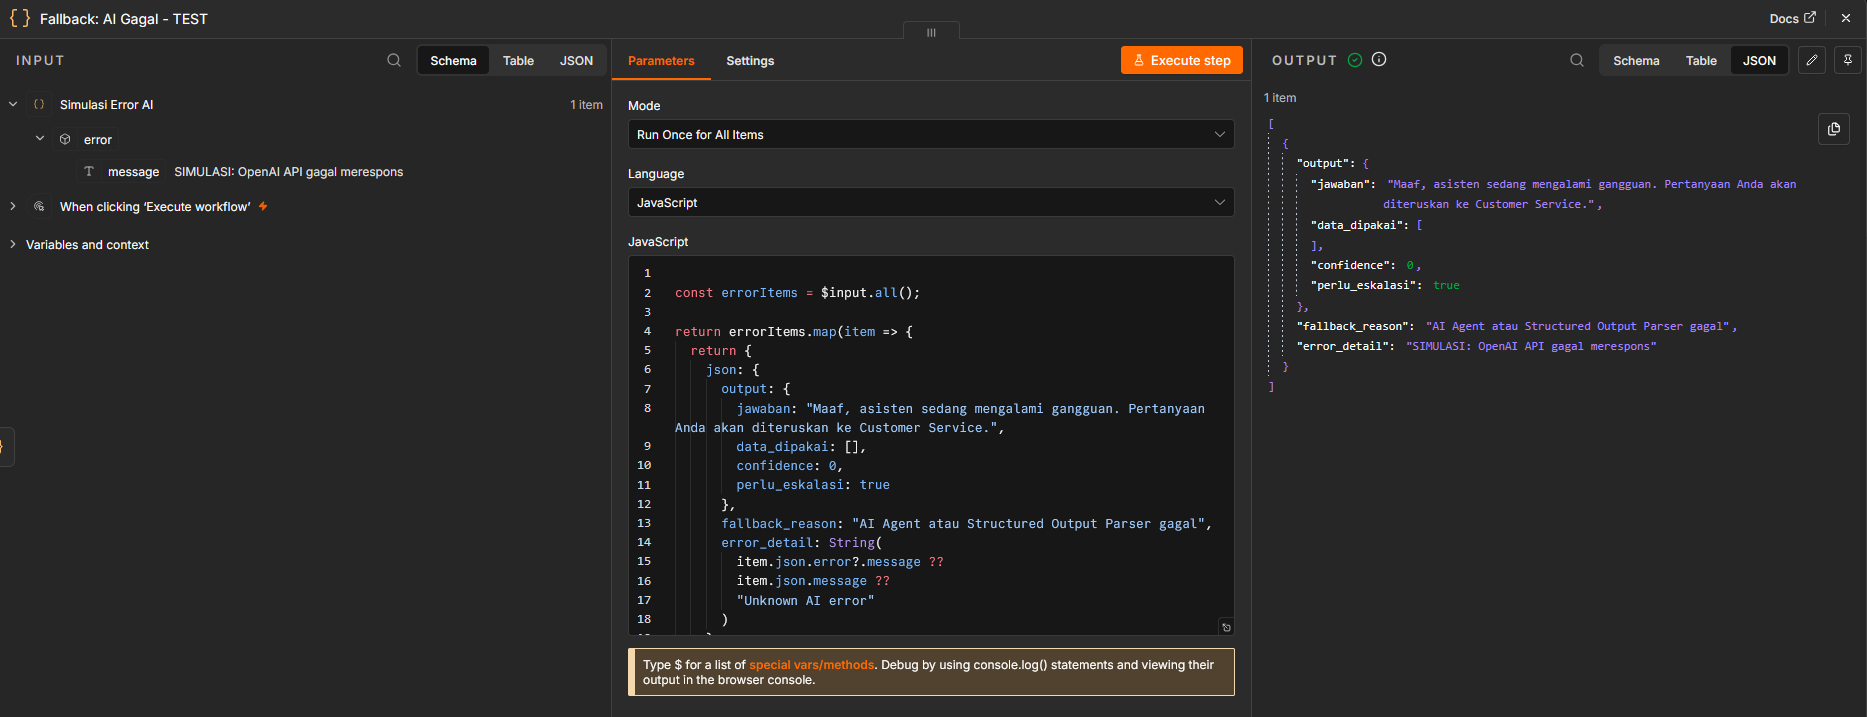 { } Fallback: AI Gagal - TEST
Docs
INPUT
Schema Table JSON
Simulasi Error AI
1 item
error
T message SIMULASI: OpenAI API gagal merespons
When clicking ‘Execute workflow’
Variables and context
Parameters Settings
Execute step
Mode
Run Once for All Items
Language
JavaScript
JavaScript
1
2 const errorItems = $input.all();
3
4 return errorItems.map(item => {
5 return {
6 json: {
7 output: {
8 jawaban: "Maaf, asisten sedang mengalami gangguan. Pertanyaan
Anda akan diteruskan ke Customer Service.",
9 data_dipakai: [],
10 confidence: 0,
11 perlu_eskalasi: true
12 },
13 fallback_reason: "AI Agent atau Structured Output Parser gagal",
14 error_detail: String(
15 item.json.error?.message ??
16 item.json.message ??
17 "Unknown AI error"
18 )
Type $ for a list of special vars/methods. Debug by using console.log() statements and viewing their
output in the browser console.
OUTPUT
Schema Table JSON
1 item
[
{
"output": {
"jawaban": "Maaf, asisten sedang mengalami gangguan. Pertanyaan Anda akan
diteruskan ke Customer Service.",
"data_dipakai": [
],
"confidence": 0,
"perlu_eskalasi": true
},
"fallback_reason": "AI Agent atau Structured Output Parser gagal",
"error_detail": "SIMULASI: OpenAI API gagal merespons"
}
]